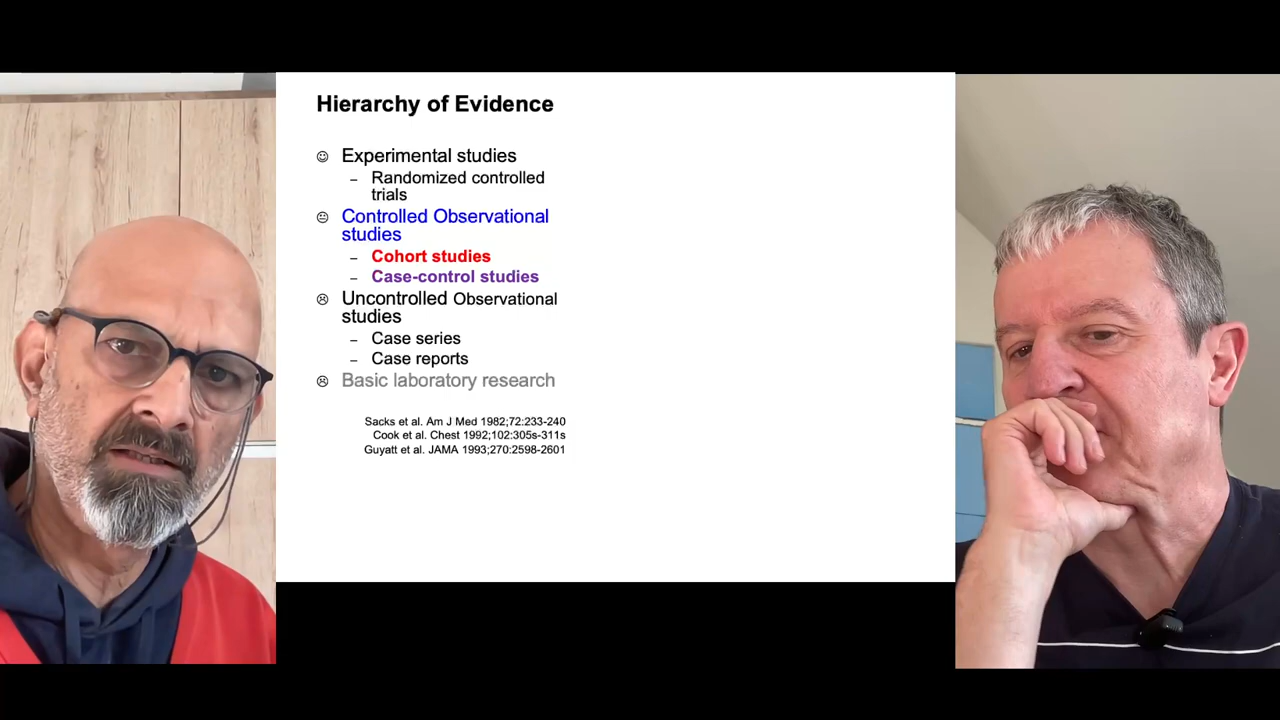 Hierarchy of Evidence
☺ Experimental studies
– Randomized controlled
trials
😐 Controlled Observational
studies
– Cohort studies
– Case-control studies
☹ Uncontrolled Observational
studies
– Case series
– Case reports
☹ Basic laboratory research
Sacks et al. Am J Med 1982;72:233-240
Cook et al. Chest 1992;102:305s-311s
Guyatt et al. JAMA 1993;270:2598-2601